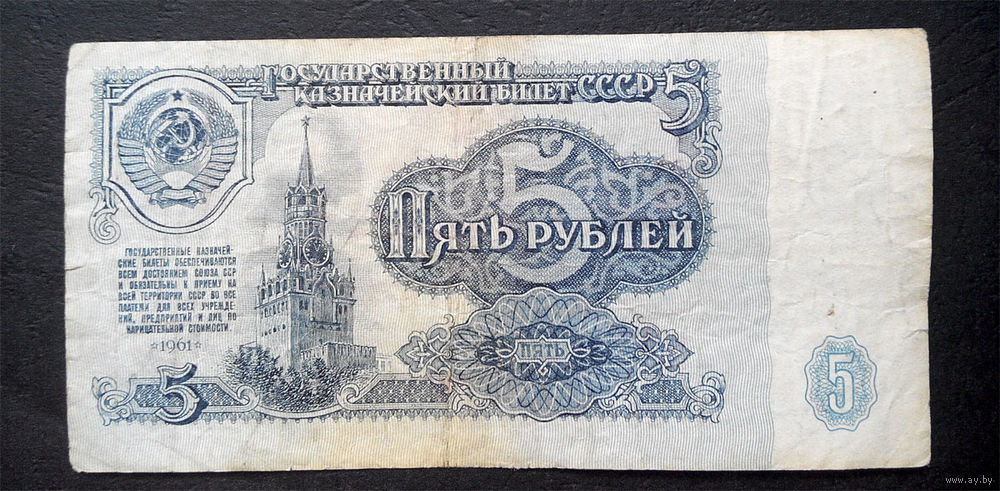 Государственный
казначейский билет СССР 5
5
Пять рублей
ГОСУДАРСТВЕННЫЕ КАЗНАЧЕЙ-
СКИЕ БИЛЕТЫ ОБЕСПЕЧИВАЮТСЯ
ВСЕМ ДОСТОЯНИЕМ СОЮЗА ССР
И ОБЯЗАТЕЛЬНЫ К ПРИЕМУ НА
ВСЕЙ ТЕРРИТОРИИ СССР ВО ВСЕ
ПЛАТЕЖИ ДЛЯ ВСЕХ УЧРЕЖДЕ-
НИЙ, ПРЕДПРИЯТИЙ И ЛИЦ ПО
НАРИЦАТЕЛЬНОЙ СТОИМОСТИ.
1961
ПЯТЬ
5
5
www.ay.by